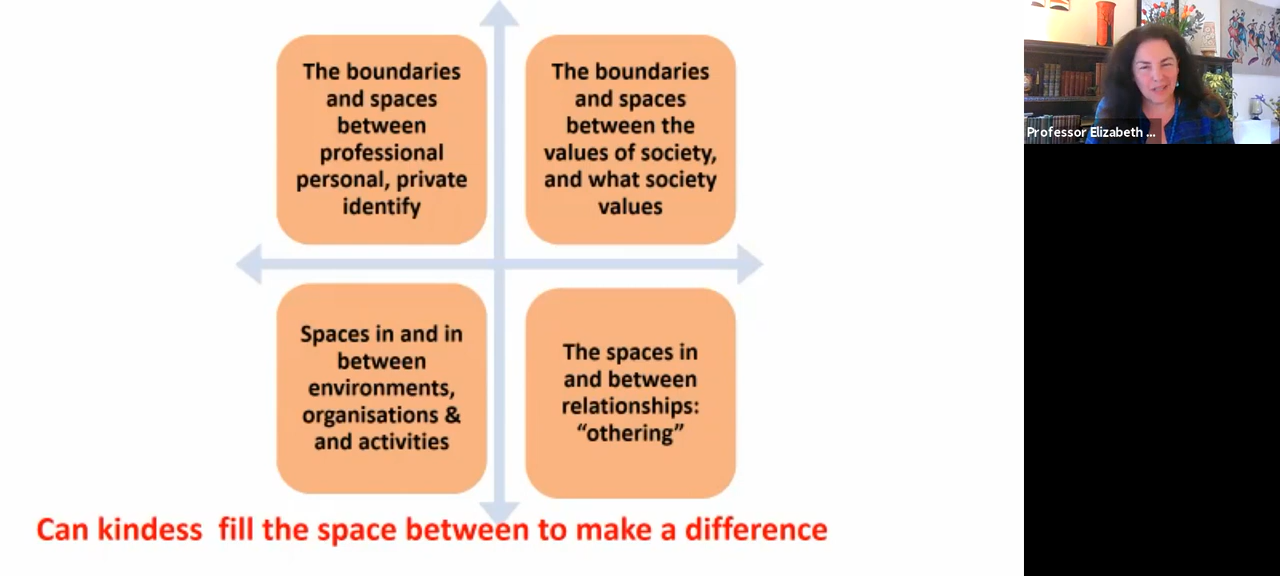 The boundaries
and spaces
between
professional
personal, private
identify
The boundaries
and spaces
between the
values of society,
and what society
values
Spaces in and in
between
environments,
organisations &
and activities
The spaces in
and between
relationships:
“othering”
Can kindess  fill the space between to make a difference
Professor Elizabeth ...